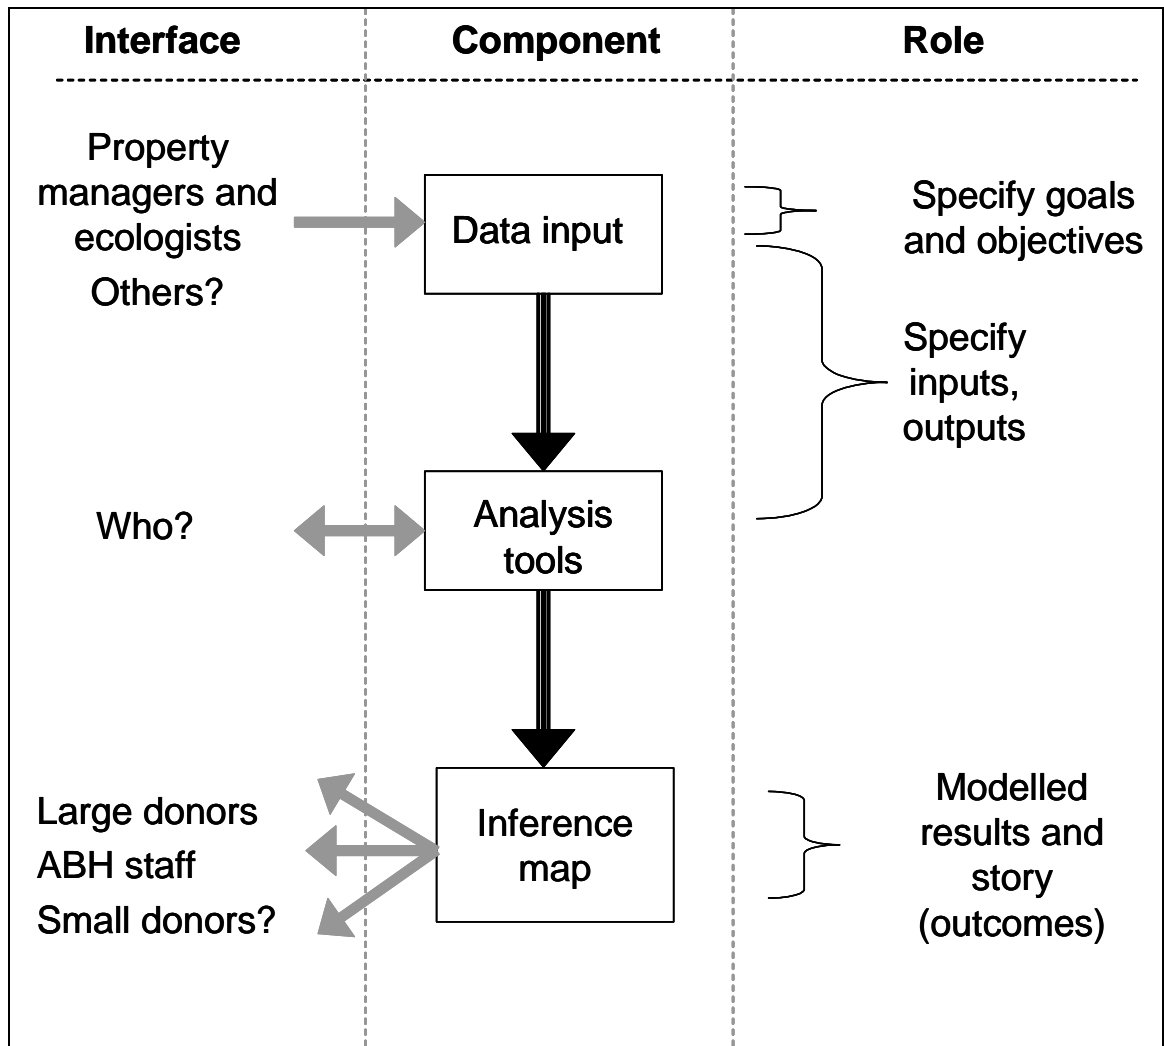 Interface
Component
Role
Property
managers and
ecologists
Others?
Data input
Specify goals
and objectives
Specify
inputs,
outputs
Who?
Analysis
tools
Large donors
ABH staff
Small donors?
Inference
map
Modelled
results and
story
(outcomes)